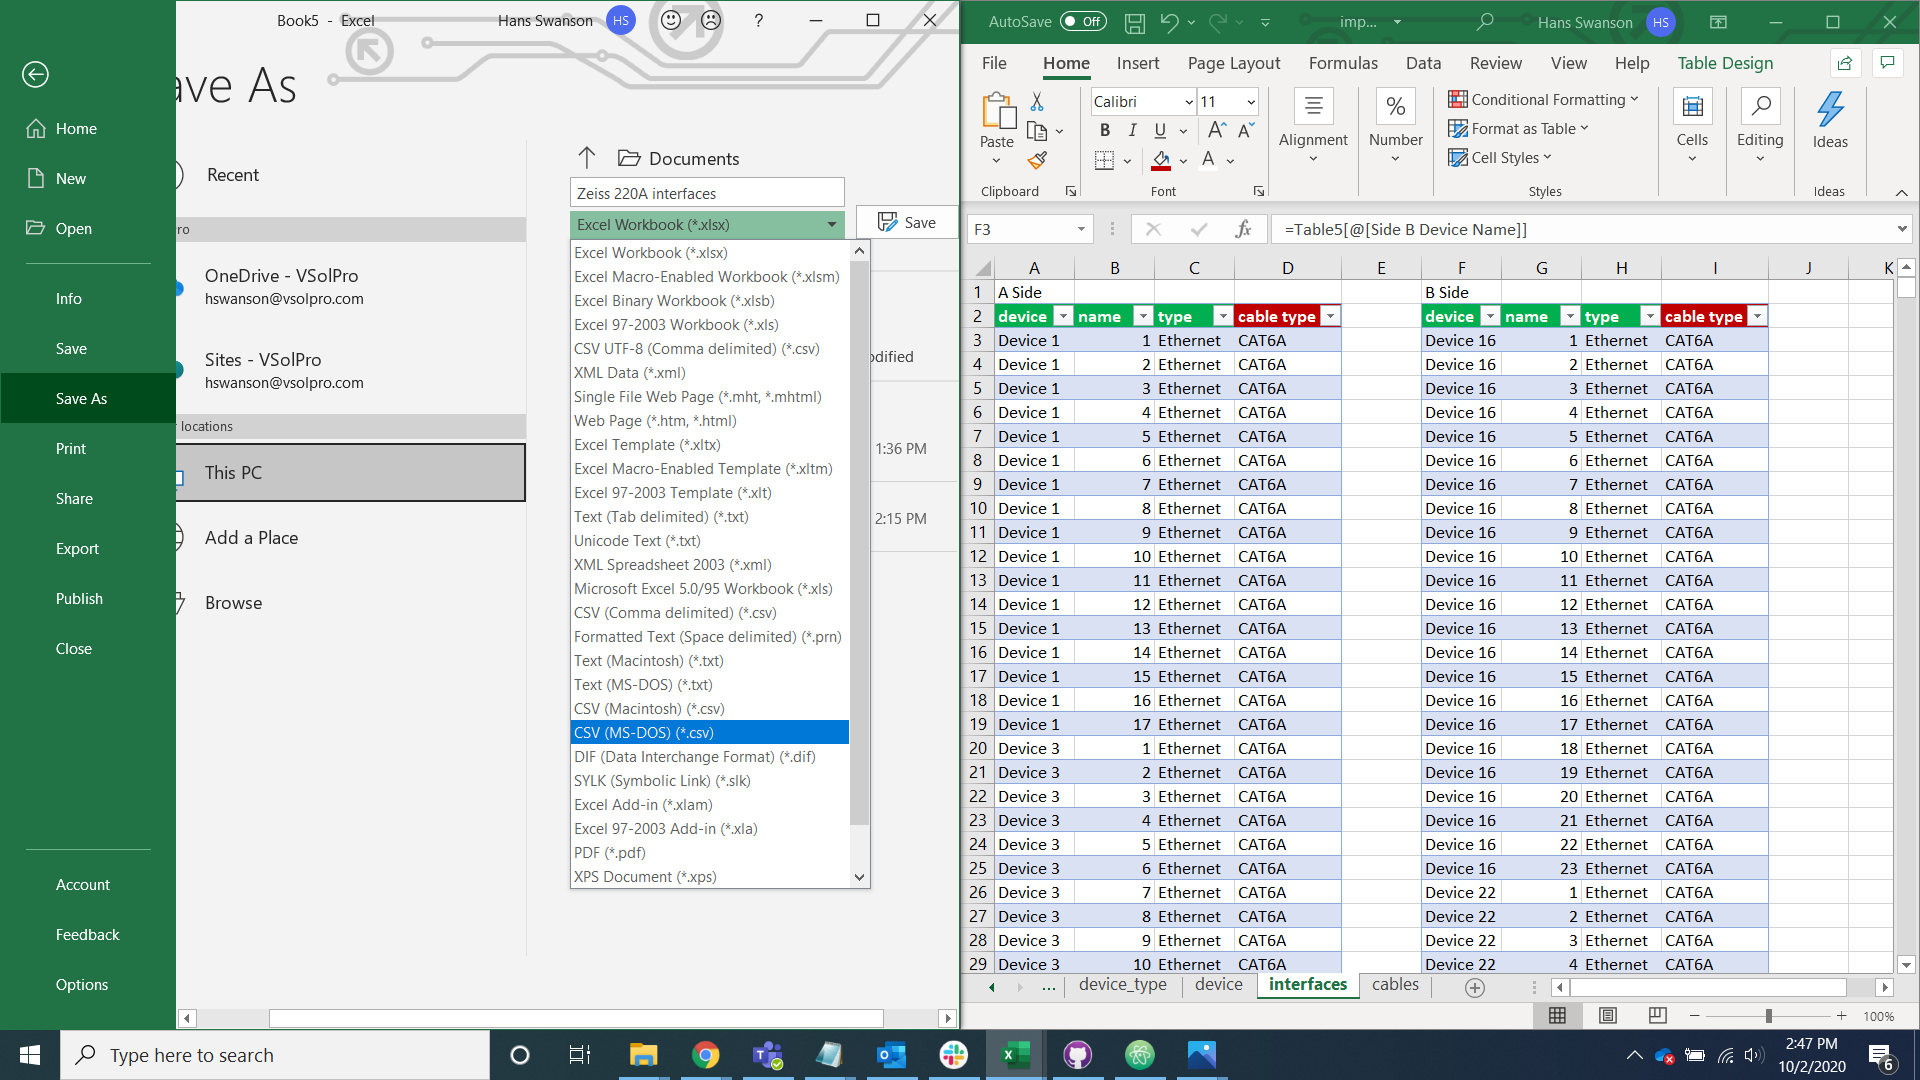 Book5 - Excel
Hans Swanson
HS
?
ave As
Home
New
Open
Info
Save
Save As
Print
Share
Export
Publish
Close
Account
Feedback
Options
Recent
ro
OneDrive - VSolPro
hswanson@vsolpro.com
Sites - VSolPro
hswanson@vsolpro.com
locations
This PC
Add a Place
Browse
Documents
Zeiss 220A interfaces
Excel Workbook (*.xlsx)
Save
Excel Workbook (*.xlsx)
Excel Macro-Enabled Workbook (*.xlsm)
Excel Binary Workbook (*.xlsb)
Excel 97-2003 Workbook (*.xls)
CSV UTF-8 (Comma delimited) (*.csv)
XML Data (*.xml)
Single File Web Page (*.mht, *.mhtml)
Web Page (*.htm, *.html)
Excel Template (*.xltx)
Excel Macro-Enabled Template (*.xltm)
Excel 97-2003 Template (*.xlt)
Text (Tab delimited) (*.txt)
Unicode Text (*.txt)
XML Spreadsheet 2003 (*.xml)
Microsoft Excel 5.0/95 Workbook (*.xls)
CSV (Comma delimited) (*.csv)
Formatted Text (Space delimited) (*.prn)
Text (Macintosh) (*.txt)
Text (MS-DOS) (*.txt)
CSV (Macintosh) (*.csv)
CSV (MS-DOS) (*.csv)
DIF (Data Interchange Format) (*.dif)
SYLK (Symbolic Link) (*.slk)
Excel Add-in (*.xlam)
Excel 97-2003 Add-in (*.xla)
PDF (*.pdf)
XPS Document (*.xps)
odified
1:36 PM
2:15 PM
AutoSave Off
imp...
Hans Swanson
HS
File Home Insert Page Layout Formulas Data Review View Help Table Design
Paste
Clipboard
Calibri 11
B I U A A
A
Font
Alignment
%
Number
Conditional Formatting
Format as Table
Cell Styles
Styles
Cells
Editing
Ideas
Ideas
F3
fx
=Table5[@[Side B Device Name]]
A B C D E F G H I J K
1 A Side B Side
2 device name type cable type device name type cable type
3 Device 1 1 Ethernet CAT6A Device 16 1 Ethernet CAT6A
4 Device 1 2 Ethernet CAT6A Device 16 2 Ethernet CAT6A
5 Device 1 3 Ethernet CAT6A Device 16 3 Ethernet CAT6A
6 Device 1 4 Ethernet CAT6A Device 16 4 Ethernet CAT6A
7 Device 1 5 Ethernet CAT6A Device 16 5 Ethernet CAT6A
8 Device 1 6 Ethernet CAT6A Device 16 6 Ethernet CAT6A
9 Device 1 7 Ethernet CAT6A Device 16 7 Ethernet CAT6A
10 Device 1 8 Ethernet CAT6A Device 16 8 Ethernet CAT6A
11 Device 1 9 Ethernet CAT6A Device 16 9 Ethernet CAT6A
12 Device 1 10 Ethernet CAT6A Device 16 10 Ethernet CAT6A
13 Device 1 11 Ethernet CAT6A Device 16 11 Ethernet CAT6A
14 Device 1 12 Ethernet CAT6A Device 16 12 Ethernet CAT6A
15 Device 1 13 Ethernet CAT6A Device 16 13 Ethernet CAT6A
16 Device 1 14 Ethernet CAT6A Device 16 14 Ethernet CAT6A
17 Device 1 15 Ethernet CAT6A Device 16 15 Ethernet CAT6A
18 Device 1 16 Ethernet CAT6A Device 16 16 Ethernet CAT6A
19 Device 1 17 Ethernet CAT6A Device 16 17 Ethernet CAT6A
20 Device 3 1 Ethernet CAT6A Device 16 18 Ethernet CAT6A
21 Device 3 2 Ethernet CAT6A Device 16 19 Ethernet CAT6A
22 Device 3 3 Ethernet CAT6A Device 16 20 Ethernet CAT6A
23 Device 3 4 Ethernet CAT6A Device 16 21 Ethernet CAT6A
24 Device 3 5 Ethernet CAT6A Device 16 22 Ethernet CAT6A
25 Device 3 6 Ethernet CAT6A Device 16 23 Ethernet CAT6A
26 Device 3 7 Ethernet CAT6A Device 22 1 Ethernet CAT6A
27 Device 3 8 Ethernet CAT6A Device 22 2 Ethernet CAT6A
28 Device 3 9 Ethernet CAT6A Device 22 3 Ethernet CAT6A
29 Device 3 10 Ethernet CAT6A Device 22 4 Ethernet CAT6A
... device_type device interfaces cables
100%
Type here to search
2:47 PM
10/2/2020
6